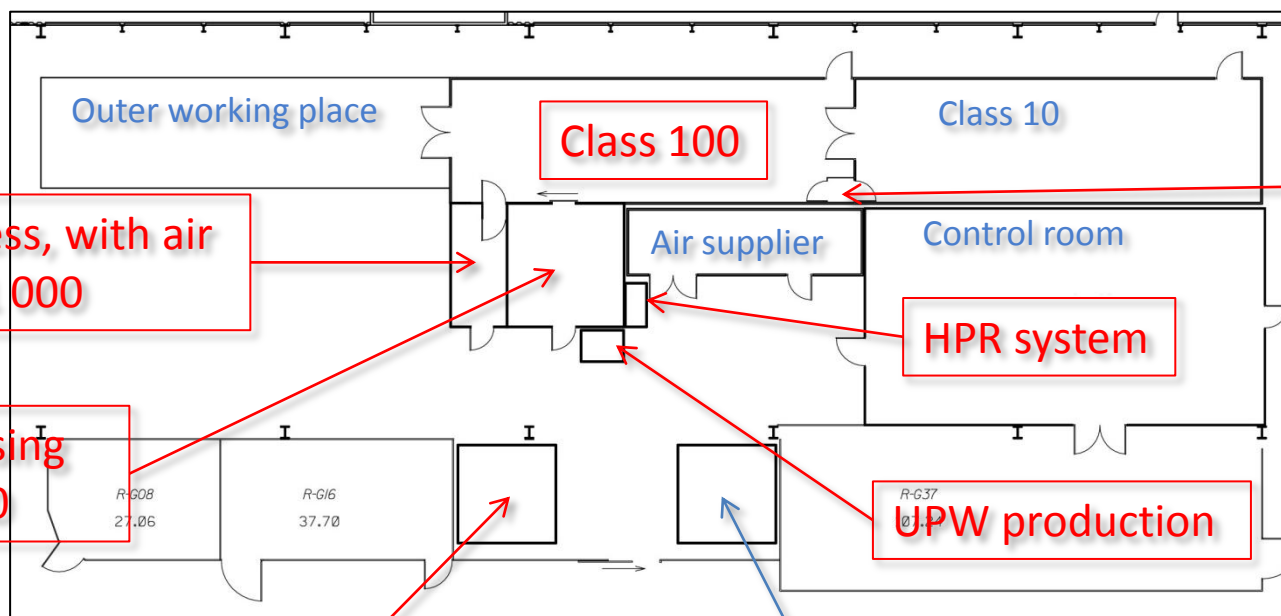 Outer working place
Class 100
Class 10
ess, with air
000
Air supplier
Control room
HPR system
sing
0
R-G08
27.06
R-G16
37.70
R-G37
UPW production